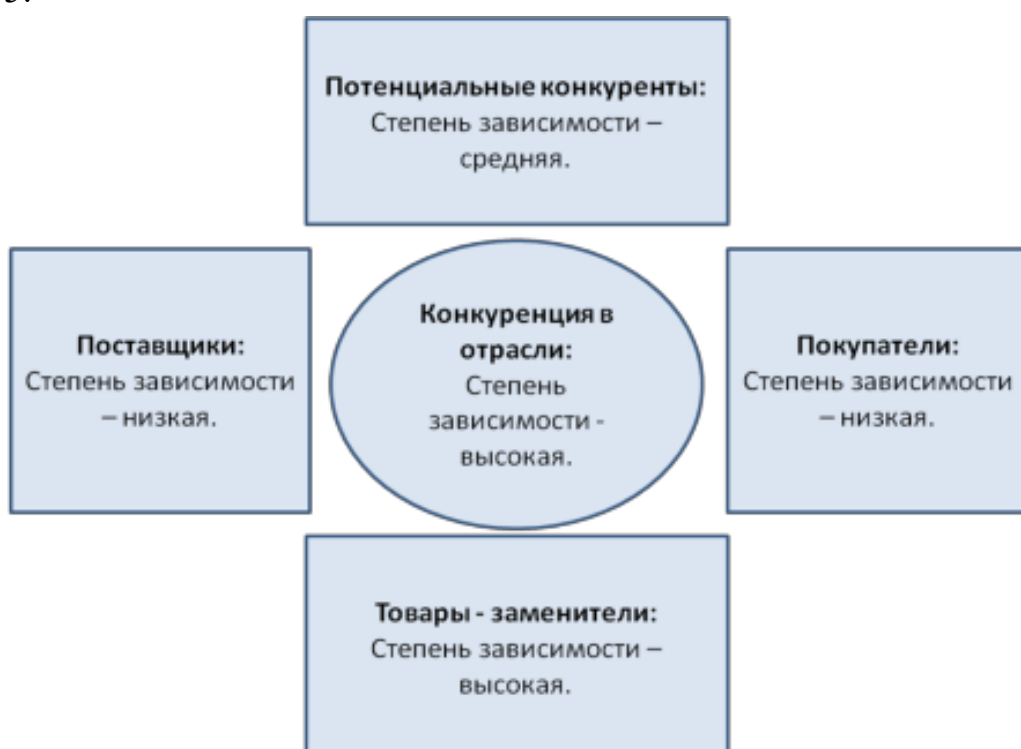 Потенциальные конкуренты:
Степень зависимости –
средняя.
Поставщики:
Степень зависимости
– низкая.
Конкуренция в
отрасли:
Степень
зависимости -
высокая.
Покупатели:
Степень зависимости
– низкая.
Товары - заменители:
Степень зависимости –
высокая.